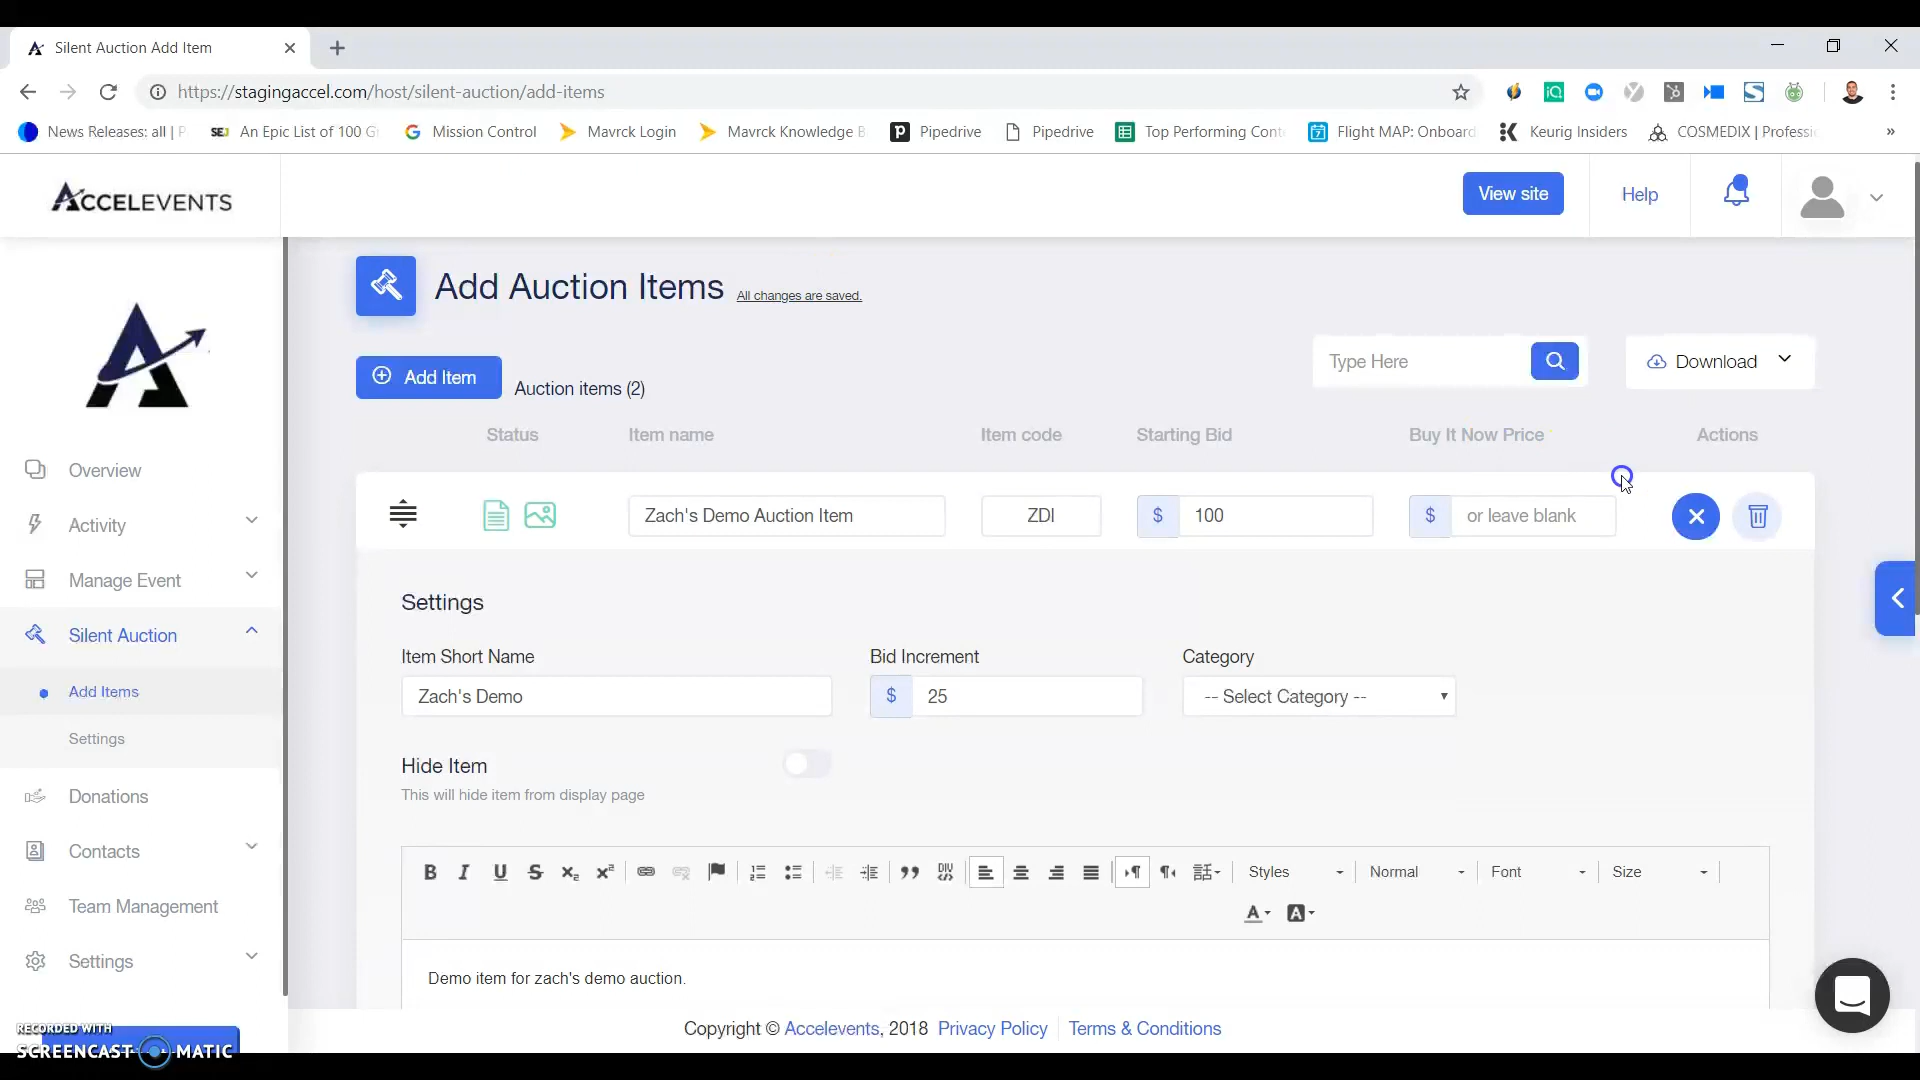 Silent Auction Add Item
https://stagingaccel.com/host/silent-auction/add-items
News Releases: all | P
SEJ An Epic List of 100 G
Mission Control
Mavrck Login
Mavrck Knowledge B
Pipedrive
Pipedrive
Top Performing Cont
Flight MAP: Onboard
Keurig Insiders
COSMEDIX | Professi
»
ACCELEVENTS
View site
Help
Add Auction Items
All changes are saved.
Add Item
Auction items (2)
Type Here
Download
Status Item name Item code Starting Bid Buy It Now Price Actions
Zach's Demo Auction Item ZDI $ 100 $ or leave blank
Settings
Item Short Name Bid Increment Category
Zach's Demo $ 25 -- Select Category --
Hide Item
This will hide item from display page
Styles Normal Font Size
Demo item for zach's demo auction.
Overview
Activity
Manage Event
Silent Auction
Add Items
Settings
Donations
Contacts
Team Management
Settings
Copyright © Accelevents, 2018 Privacy Policy Terms & Conditions
RECORDED WITH
SCREENCAST MATIC